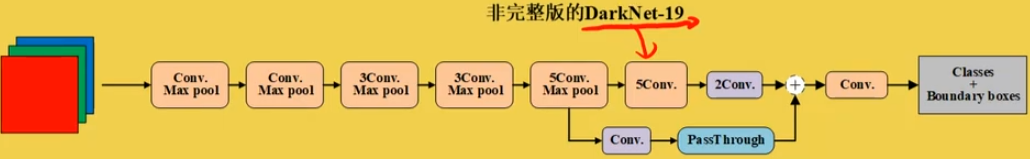 非完整版的DarkNet-19
Conv.
Max pool
Conv.
Max pool
3Conv.
Max pool
3Conv.
Max pool
5Conv.
Max pool
5Conv.
2Conv.
+
Conv.
Classes
+
Boundary boxes
Conv.
PassThrough